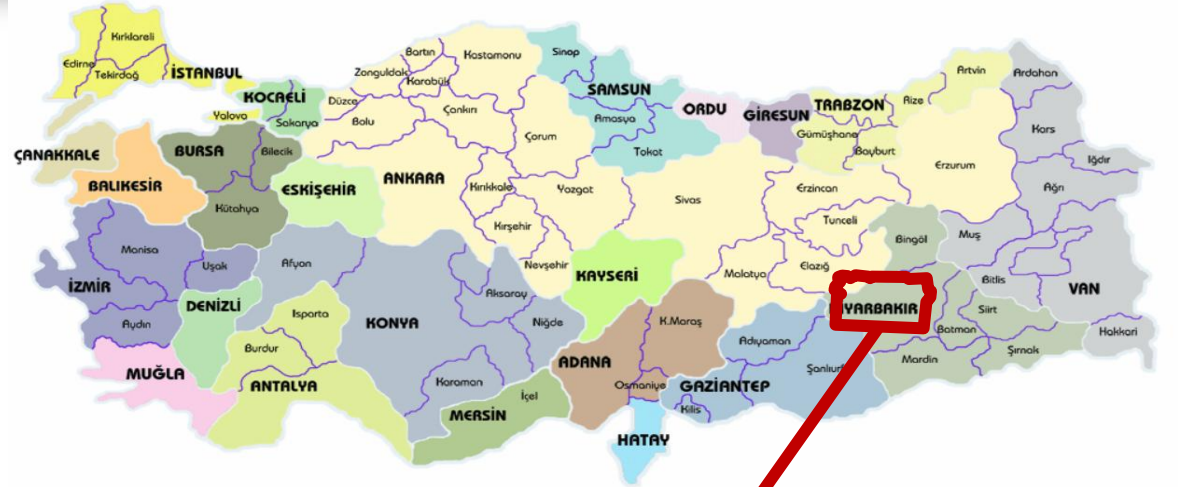 Kırklareli
Edirne
Tekirdağ
İSTANBUL
KOCAELİ
Yalova
Sakarya
Düzce
Zonguldak
Bartın
Karabük
Kastamonu
Bolu
Çankırı
Sinop
SAMSUN
Amasya
Çorum
Tokat
ORDU
GİRESUN
TRABZON
Rize
Artvin
Ardahan
Gümüşhane
Bayburt
Kars
Iğdır
Erzurum
Ağrı
ÇANAKKALE
BALIKESİR
BURSA
Bilecik
Kütahya
ESKİŞEHİR
ANKARA
Kırıkkale
Yozgat
Kırşehir
Nevşehir
Sivas
Erzincan
Tunceli
Bingöl
Muş
Manisa
Uşak
Afyon
İZMİR
DENİZLİ
Aydın
MUĞLA
Isparta
Burdur
ANTALYA
KONYA
Aksaray
Niğde
Karaman
İçel
MERSİN
KAYSERİ
Malatya
Elazığ
K.Maraş
ADANA
Osmaniye
HATAY
GAZİANTEP
Kilis
Adıyaman
Şanlıurf
YARBAKIR
Bitlis
VAN
Siirt
Batman
Mardin
Şırnak
Hakkari